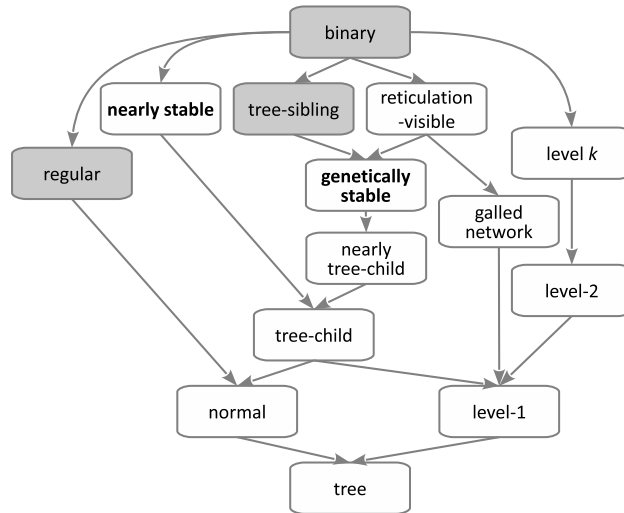 binary
nearly stable
tree-sibling
reticulation
-visible
level k
regular
genetically
stable
galled
network
nearly
tree-child
level-2
tree-child
normal
level-1
tree